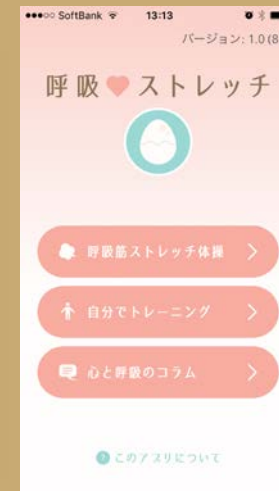 SoftBank 13:13
バージョン: 1.0 (8
呼吸♥ストレッチ
呼吸筋ストレッチ体操
自分でトレーニング
心と呼吸のコラム
? このアプリについて